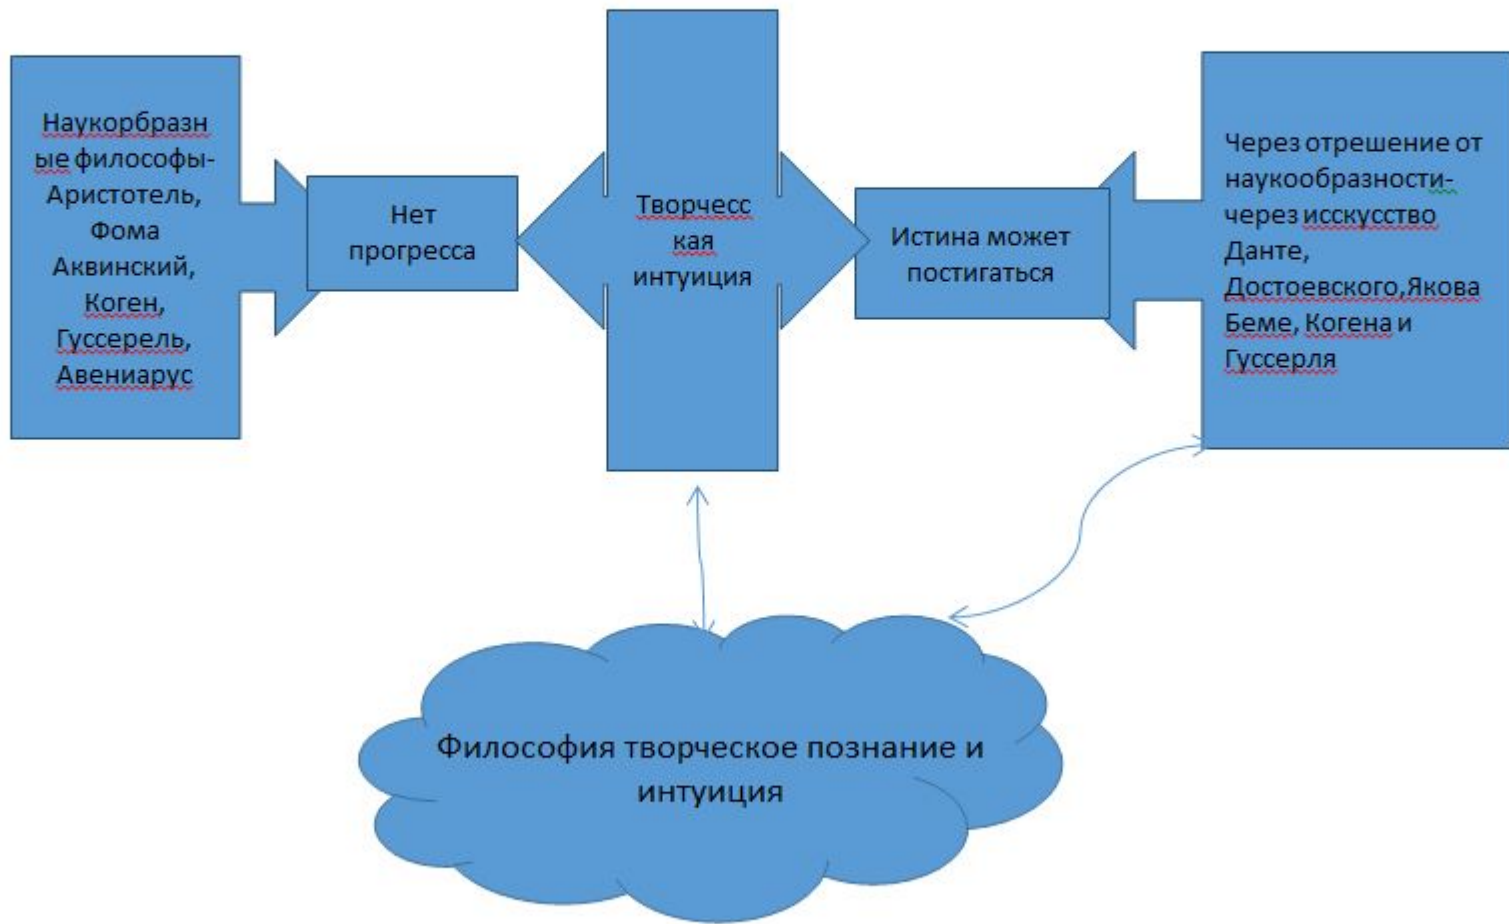 Наукорбразн
ые философы-
Аристотель,
Фома
Аквинский,
Коген,
Гуссерель,
Авениарус
Нет
прогресса
Творчесс
кая
интуиция
Истина может
постигаться
Через отрешение от
наукообразности-
через исскусство
Данте,
Достоевского,Якова
Беме, Когена и
Гуссерля
Философия творческое познание и
интуиция